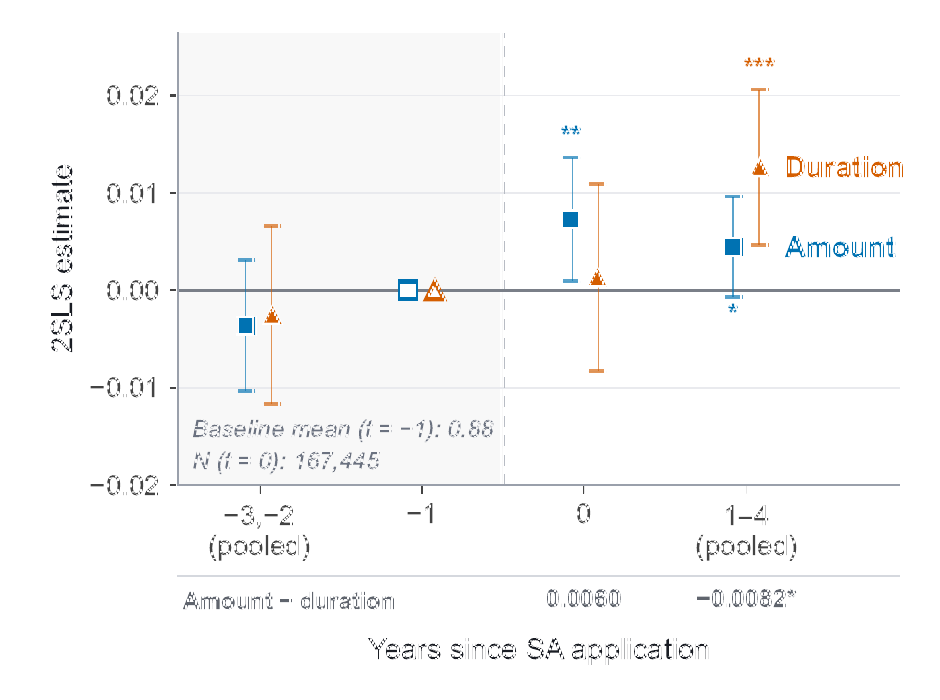 ***
0.02
**
Duration
0.01
Amount
2SLS estimate
0.00
*
−0.01
Baseline mean (t = −1): 0.88
N (t = 0): 167,445
−0.02
−3,−2
−1
0
1–4
(pooled)
(pooled)
Amount − duration
0.0060
−0.0082*
Years since SA application